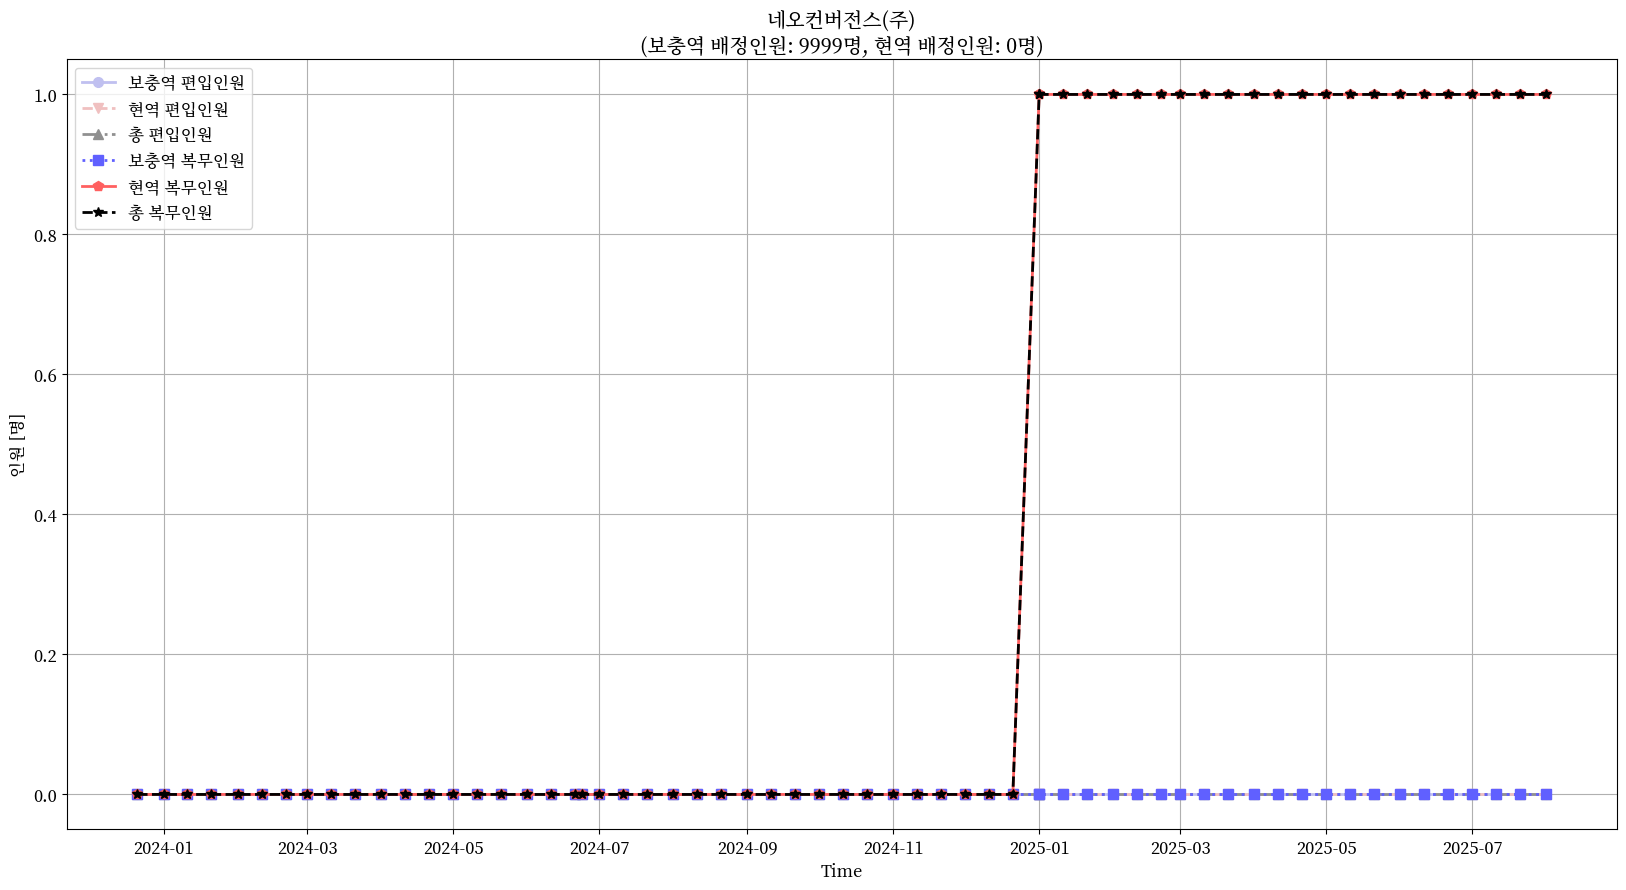 네오컨버전스(주)
(보충역 배정인원: 9999명, 현역 배정인원: 0명)
보충역 편입인원
현역 편입인원
총 편입인원
보충역 복무인원
현역 복무인원
총 복무인원
인원 [명]
1.0
0.8
0.6
0.4
0.2
0.0
2024-01 2024-03 2024-05 2024-07 2024-09 2024-11 2025-01 2025-03 2025-05 2025-07
Time